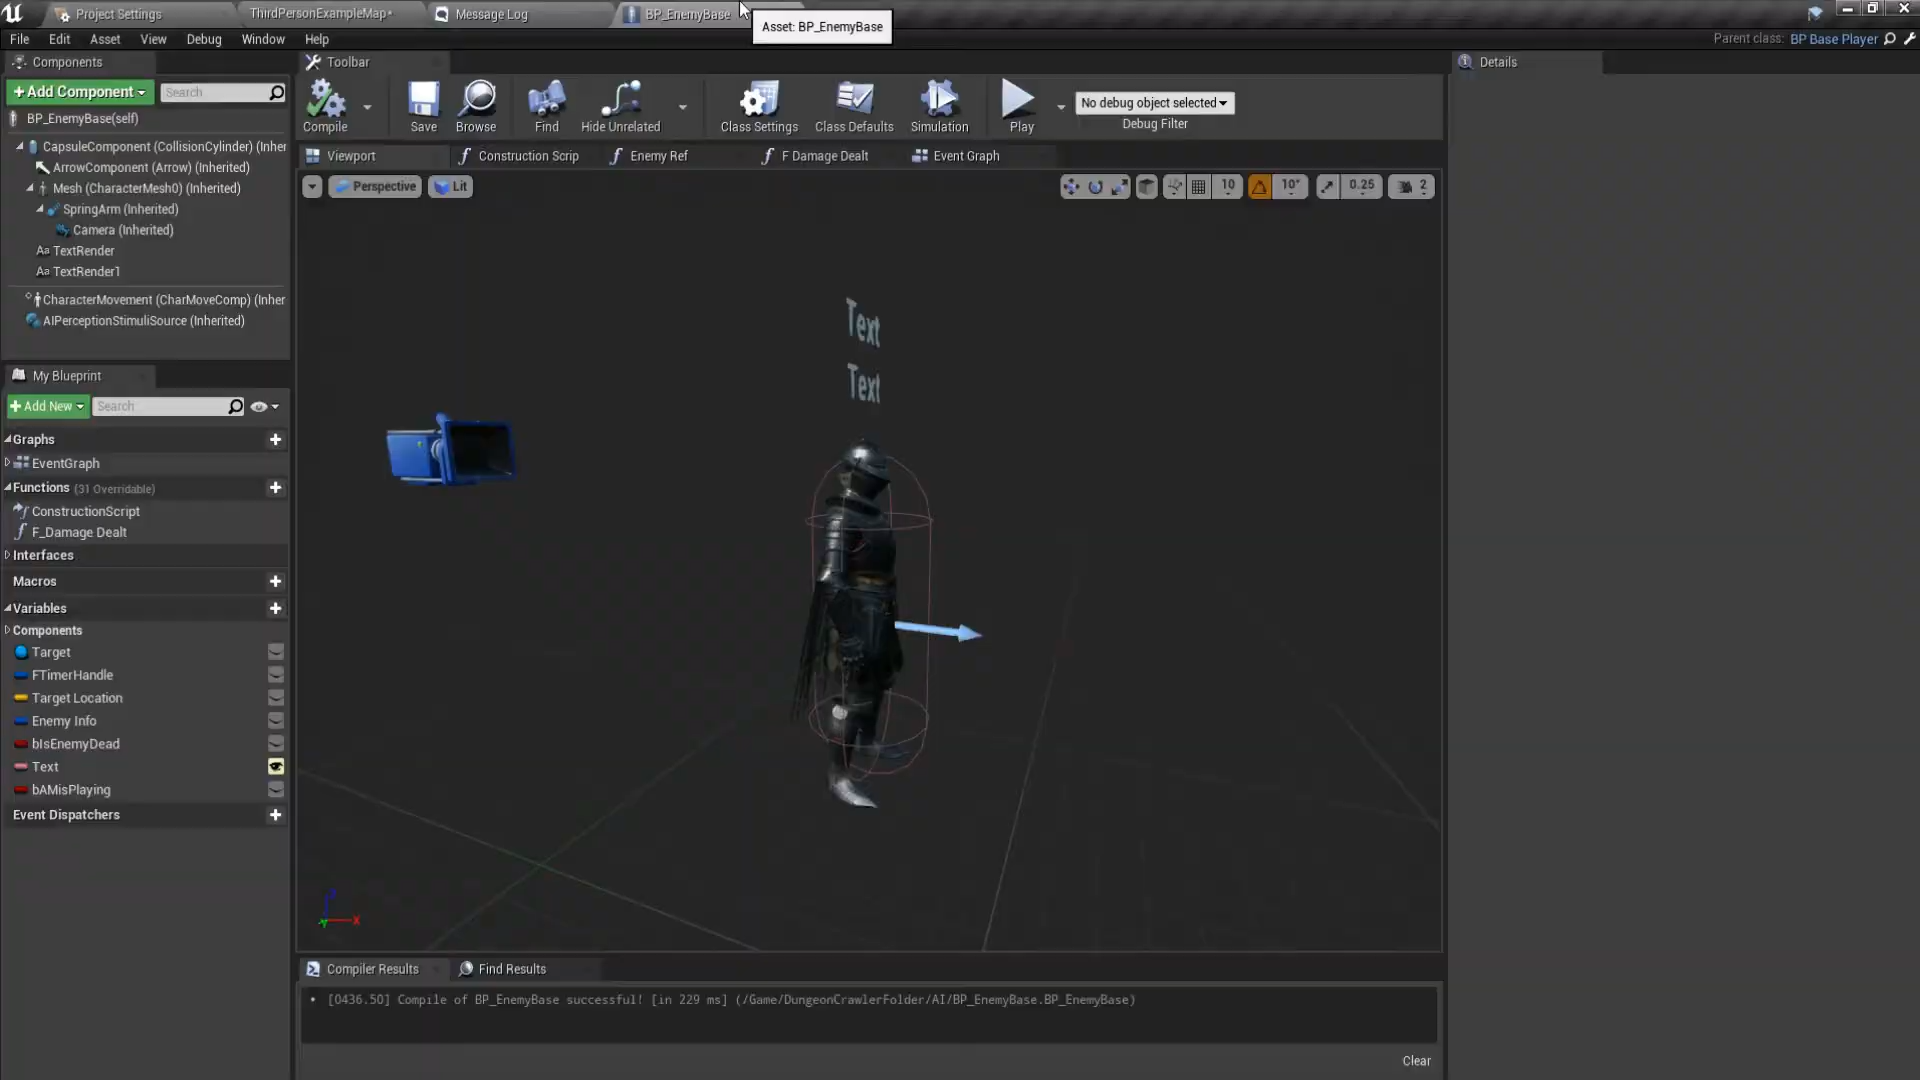 Project Settings
ThirdPersonExampleMap*
Message Log
BP_EnemyBase
Asset: BP_EnemyBase
File
Edit
Asset
View
Debug
Window
Help
Parent class:
BP Base Player
Components
Toolbar
Details
+Add Component
Search
BP_EnemyBase(self)
Compile
Save
Browse
Find
Hide Unrelated
Class Settings
Class Defaults
Simulation
Play
No debug object selected
Debug Filter
CapsuleComponent (CollisionCylinder) (Inher
ArrowComponent (Arrow) (Inherited)
Mesh (CharacterMesh0) (Inherited)
SpringArm (Inherited)
Camera (Inherited)
Aa TextRender
Aa TextRender1
CharacterMovement (CharMoveComp) (Inher
AIPerceptionStimuliSource (Inherited)
Viewport
Construction Scrip
Enemy Ref
F Damage Dealt
Event Graph
Perspective
Lit
10
10°
0.25
2
Text
Text
My Blueprint
+Add New
Search
Graphs
EventGraph
Functions (31 Overridable)
ConstructionScript
F_Damage Dealt
Interfaces
Macros
Variables
Components
Target
FTimerHandle
Target Location
Enemy Info
bIsEnemyDead
Text
bAMisPlaying
Event Dispatchers
X
Compiler Results
Find Results
• [0436.50] Compile of BP_EnemyBase successful! [in 229 ms] (/Game/DungeonCrawlerFolder/AI/BP_EnemyBase.BP_EnemyBase)
Clear